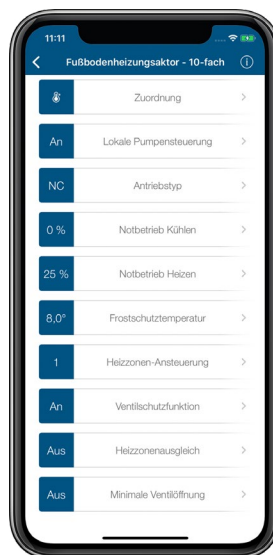 11:11
Fußbodenheizungsaktor - 10-fach
Zuordnung
An Lokale Pumpensteuerung
NC Antriebstyp
0 % Notbetrieb Kühlen
25 % Notbetrieb Heizen
8,0° Frostschutztemperatur
1 Heizzonen-Ansteuerung
An Ventilschutzfunktion
Aus Heizzonenausgleich
Aus Minimale Ventilöffnung